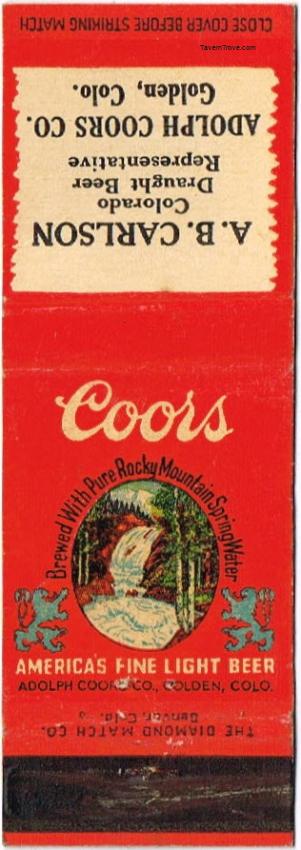 CLOSE COVER BEFORE STRIKING MATCH
TavernTrove.com
A. B. CARLSON
Colorado
Draught Beer
Representative
ADOLPH COORS CO.
Golden, Colo.
Coors
Brewed With Pure Rocky Mountain Spring Water
AMERICA'S FINE LIGHT BEER
ADOLPH COORS CO., GOLDEN, COLO.
THE DIAMOND MATCH CO.
Denver, Colo.